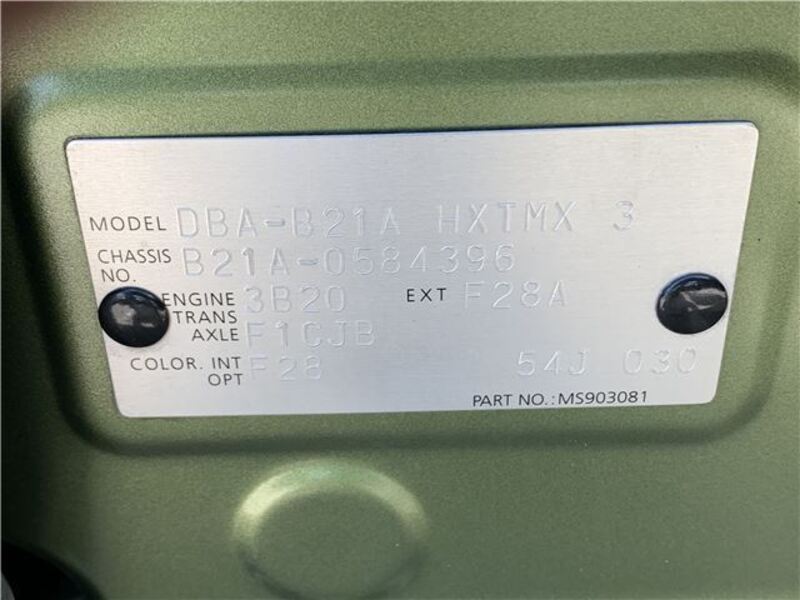 MODEL DBA-B21A HXTMX 3
CHASSIS NO. B21A-0584396
ENGINE 3B20 EXT F28A
TRANS AXLE F1CJB
COLOR. INT OPT F28 54J 030
PART NO.:MS903081